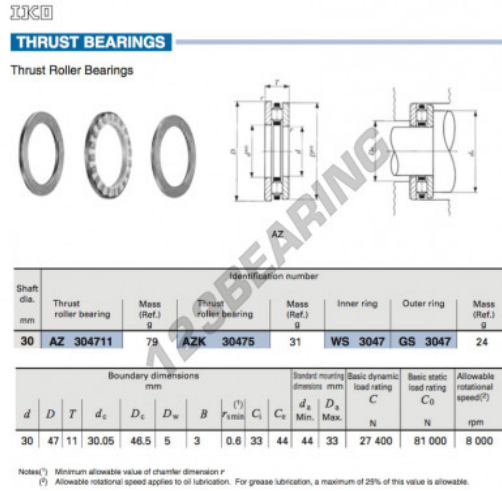 IKO
THRUST BEARINGS
Thrust Roller Bearings
T
r
D
d
AZ
123BEARING
Identification number
Shaft dia. mm
Thrust roller bearing
Mass (Ref.) g
Thrust roller bearing
Mass (Ref.) g
Inner ring
Outer ring
Mass (Ref.) g
30 AZ 304711 79 AZK 30475 31 WS 3047 GS 3047 24
Boundary dimensions mm
Standard mounting dimensions mm
Basic dynamic load rating C N
Basic static load rating C0 N
Allowable rotational speed(2) rpm
d D T dc Dc Dw B rs min(1) Ci Ce da Min. Da Max.
30 47 11 30.05 46.5 5 3 0.6 33 44 44 33 27 400 81 000 8 000
Notes(1) Minimum allowable value of chamfer dimension r
(2) Allowable rotational speed applies to oil lubrication. For grease lubrication, a maximum of 25% of this value is allowable.